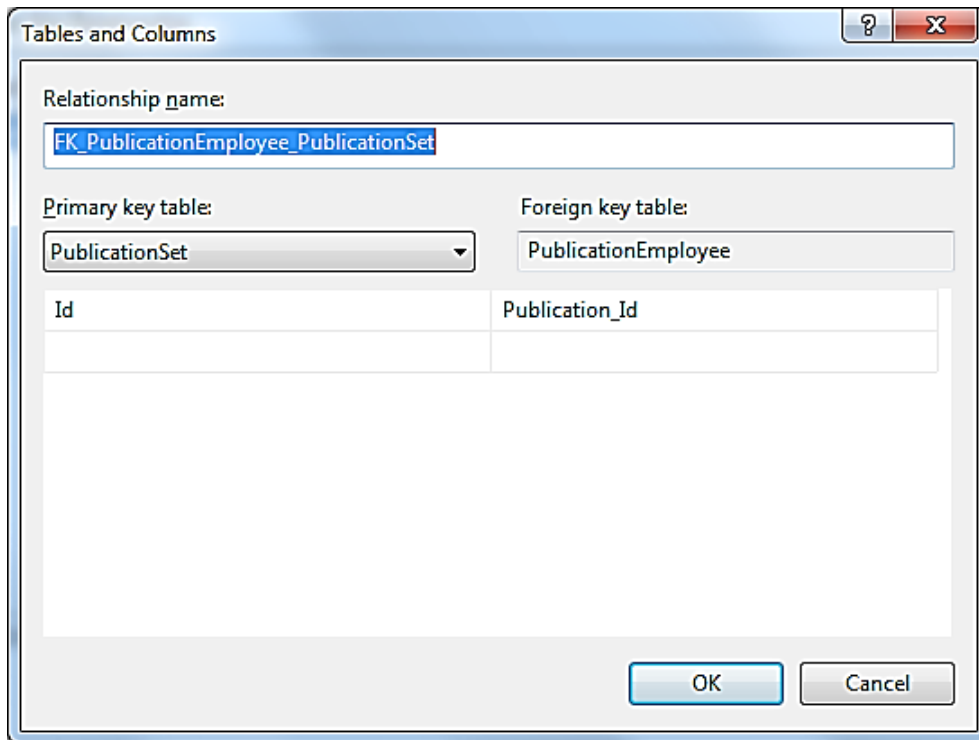 Tables and Columns
Relationship name:
FK_PublicationEmployee_PublicationSet
Primary key table:
Foreign key table:
PublicationSet
PublicationEmployee
Id
Publication_Id
OK
Cancel